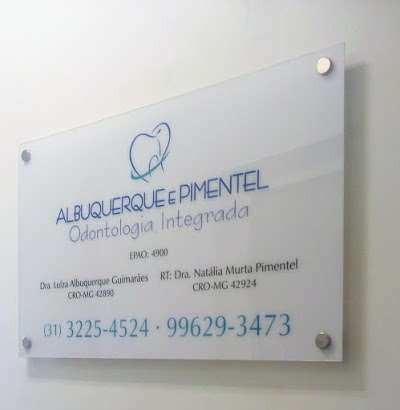 ALBUQUERQUE E PIMENTEL
Odontologia Integrada
EPAO: 4900
Dra. Luíza Albuquerque Guimarães RT: Dra. Natália Murta Pimentel
CRO-MG 42890 CRO-MG 42924
(31) 3225-4524 · 99629-3473